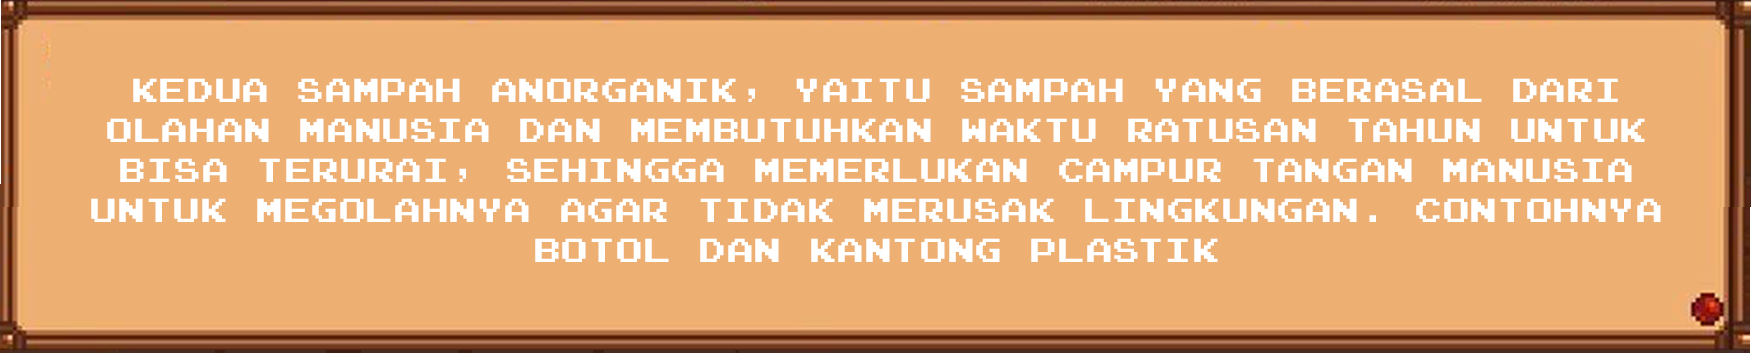 KEDUA SAMPAH ANORGANIK, YAITU SAMPAH YANG BERASAL DARI
OLAHAN MANUSIA DAN MEMBUTUHKAN WAKTU RATUSAN TAHUN UNTUK
BISA TERURAI, SEHINGGA MEMERLUKAN CAMPUR TANGAN MANUSIA
UNTUK MEGOLAHNYA AGAR TIDAK MERUSAK LINGKUNGAN. CONTOHNYA
BOTOL DAN KANTONG PLASTIK